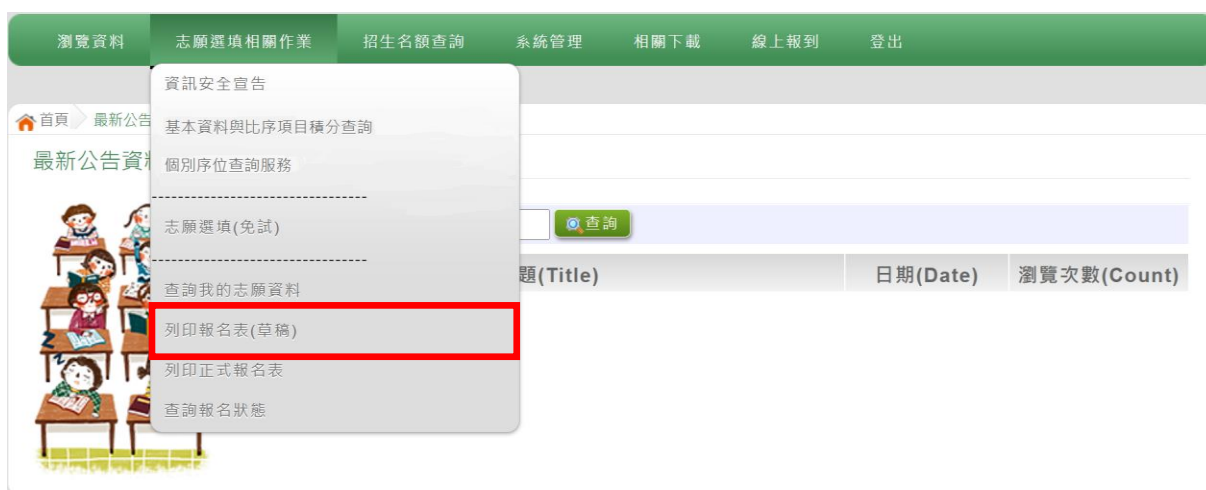 瀏覽資料 志願選填相關作業 招生名額查詢 系統管理 相關下載 線上報到 登出
資訊安全宣告
首頁 最新公告
基本資料與比序項目積分查詢
最新公告資
個別序位查詢服務
--------------------------------
志願選填(免試)
查詢
--------------------------------
題(Title) 日期(Date) 瀏覽次數(Count)
查詢我的志願資料
列印報名表(草稿)
列印正式報名表
查詢報名狀態